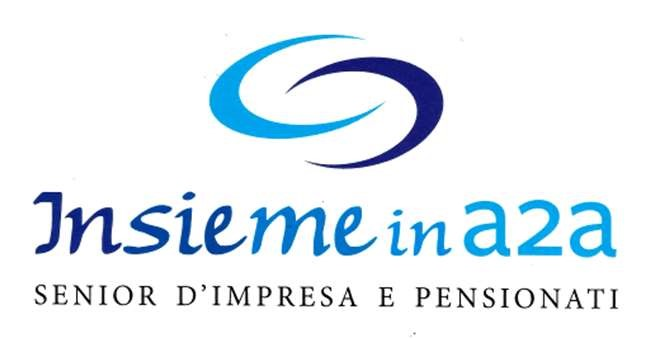 Insieme in a2a
SENIOR D'IMPRESA E PENSIONATI